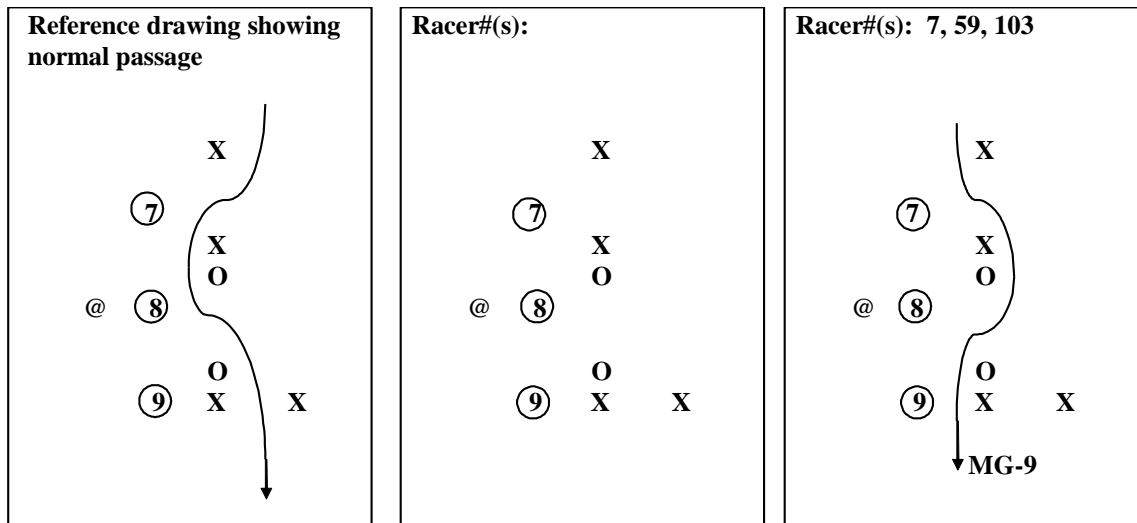 Reference drawing showing
normal passage
X
7
X
O
@ 8
O
9 X X
Racer#(s):
X
7
X
O
@ 8
O
9 X X
Racer#(s): 7, 59, 103
X
7
X
O
@ 8
O
9 X X
MG-9